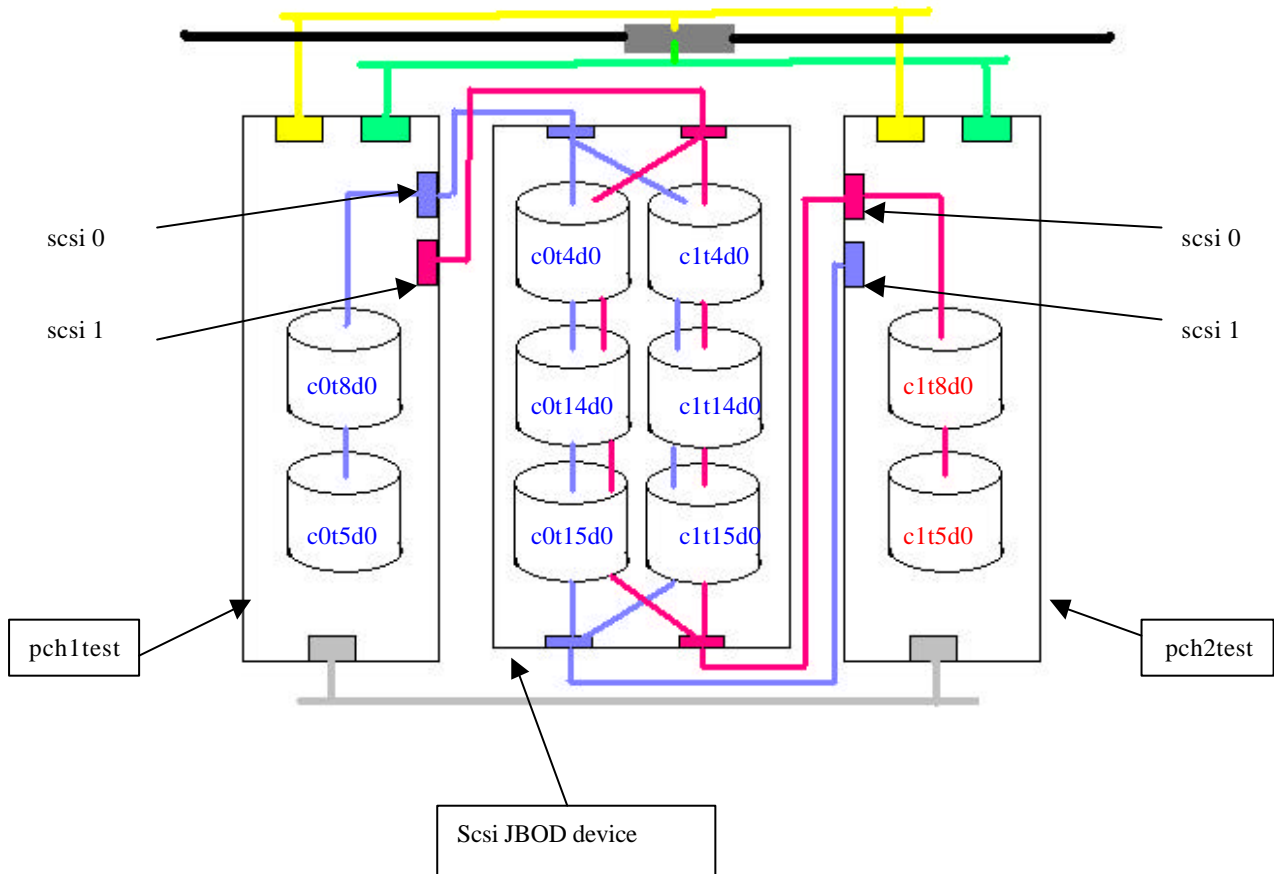 scsi 0
scsi 1
c0t8d0
c0t5d0
pch1test
c0t4d0
c1t4d0
c0t14d0
c1t14d0
c0t15d0
c1t15d0
Scsi JBOD device
scsi 0
scsi 1
c1t8d0
c1t5d0
pch2test